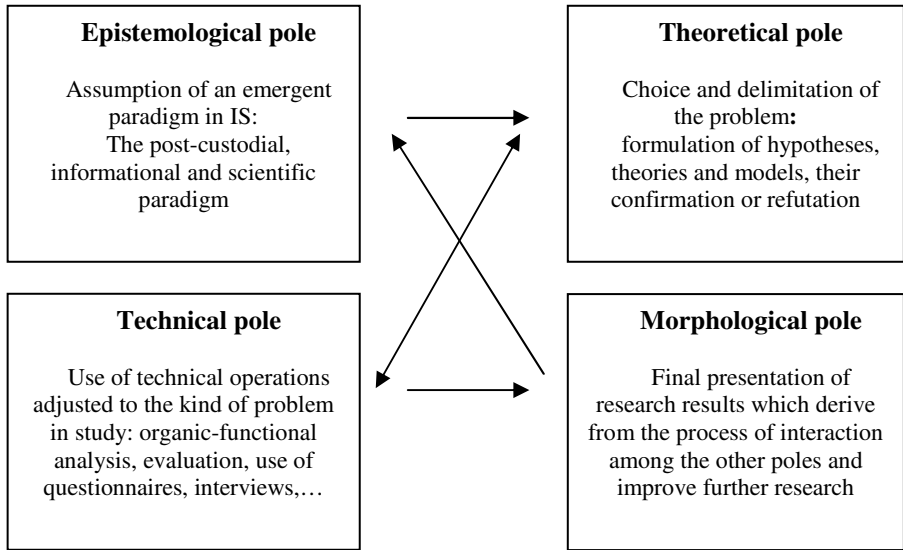 Epistemological pole
Assumption of an emergent
paradigm in IS:
The post-custodial,
informational and scientific
paradigm
Theoretical pole
Choice and delimitation of
the problem:
formulation of hypotheses,
theories and models, their
confirmation or refutation
Technical pole
Use of technical operations
adjusted to the kind of problem
in study: organic-functional
analysis, evaluation, use of
questionnaires, interviews,…
Morphological pole
Final presentation of
research results which derive
from the process of interaction
among the other poles and
improve further research